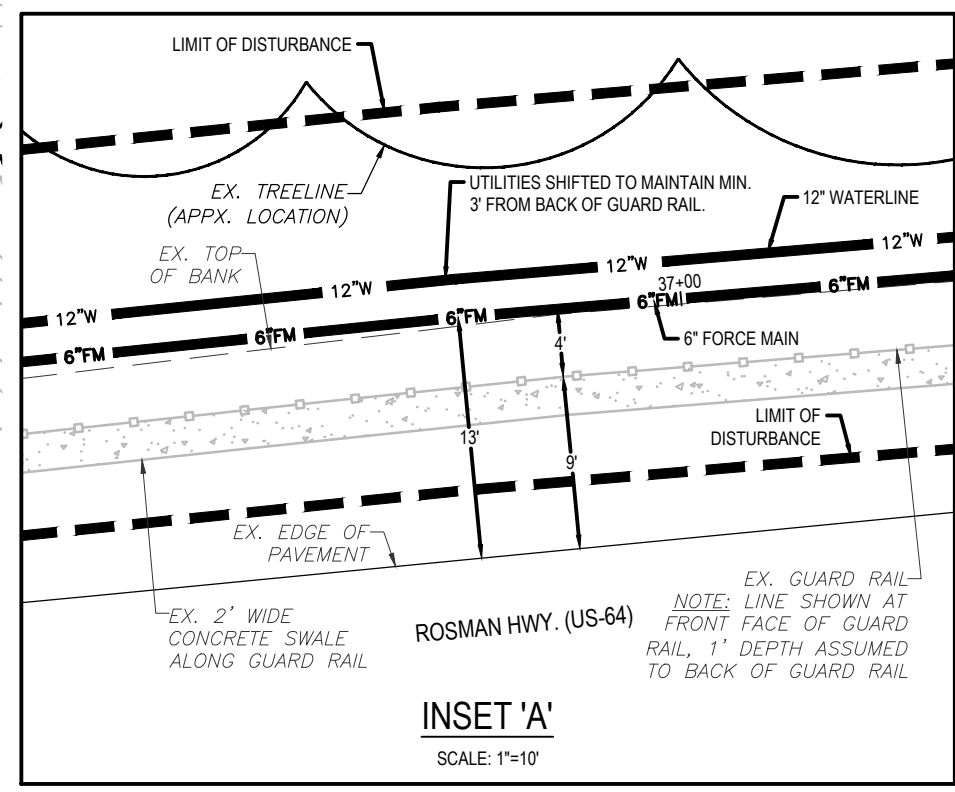 LIMIT OF DISTURBANCE
EX. TREELINE
(APPX. LOCATION)
UTILITIES SHIFTED TO MAINTAIN MIN.
3' FROM BACK OF GUARD RAIL.
12" WATERLINE
EX. TOP
OF BANK
12"W
12"W
12"W
12"W
37+00
6"FM
6"FM
6"FM
6"FM
6"FM
6" FORCE MAIN
4'
13'
9'
LIMIT OF
DISTURBANCE
EX. EDGE OF
PAVEMENT
EX. 2' WIDE
CONCRETE SWALE
ALONG GUARD RAIL
ROSMAN HWY. (US-64)
EX. GUARD RAIL
NOTE: LINE SHOWN AT
FRONT FACE OF GUARD
RAIL, 1' DEPTH ASSUMED
TO BACK OF GUARD RAIL
INSET 'A'
SCALE: 1"=10'